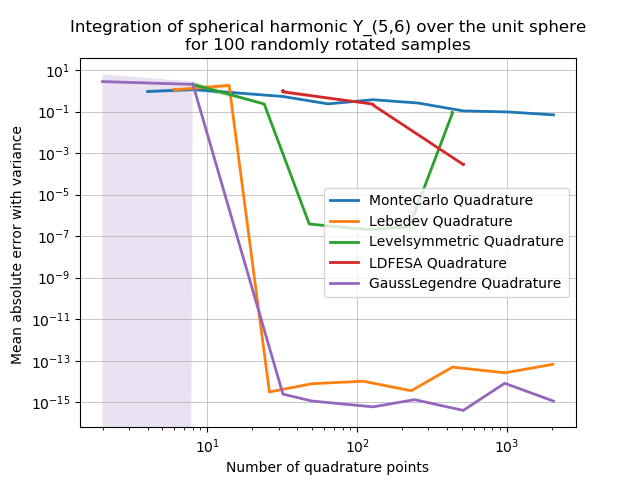 Integration of spherical harmonic Y_(5,6) over the unit sphere
for 100 randomly rotated samples
Mean absolute error with variance
10^1
10^-1
10^-3
10^-5
10^-7
10^-9
10^-11
10^-13
10^-15
MonteCarlo Quadrature
Lebedev Quadrature
Levelsymmetric Quadrature
LDFESA Quadrature
GaussLegendre Quadrature
10^1 10^2 10^3
Number of quadrature points